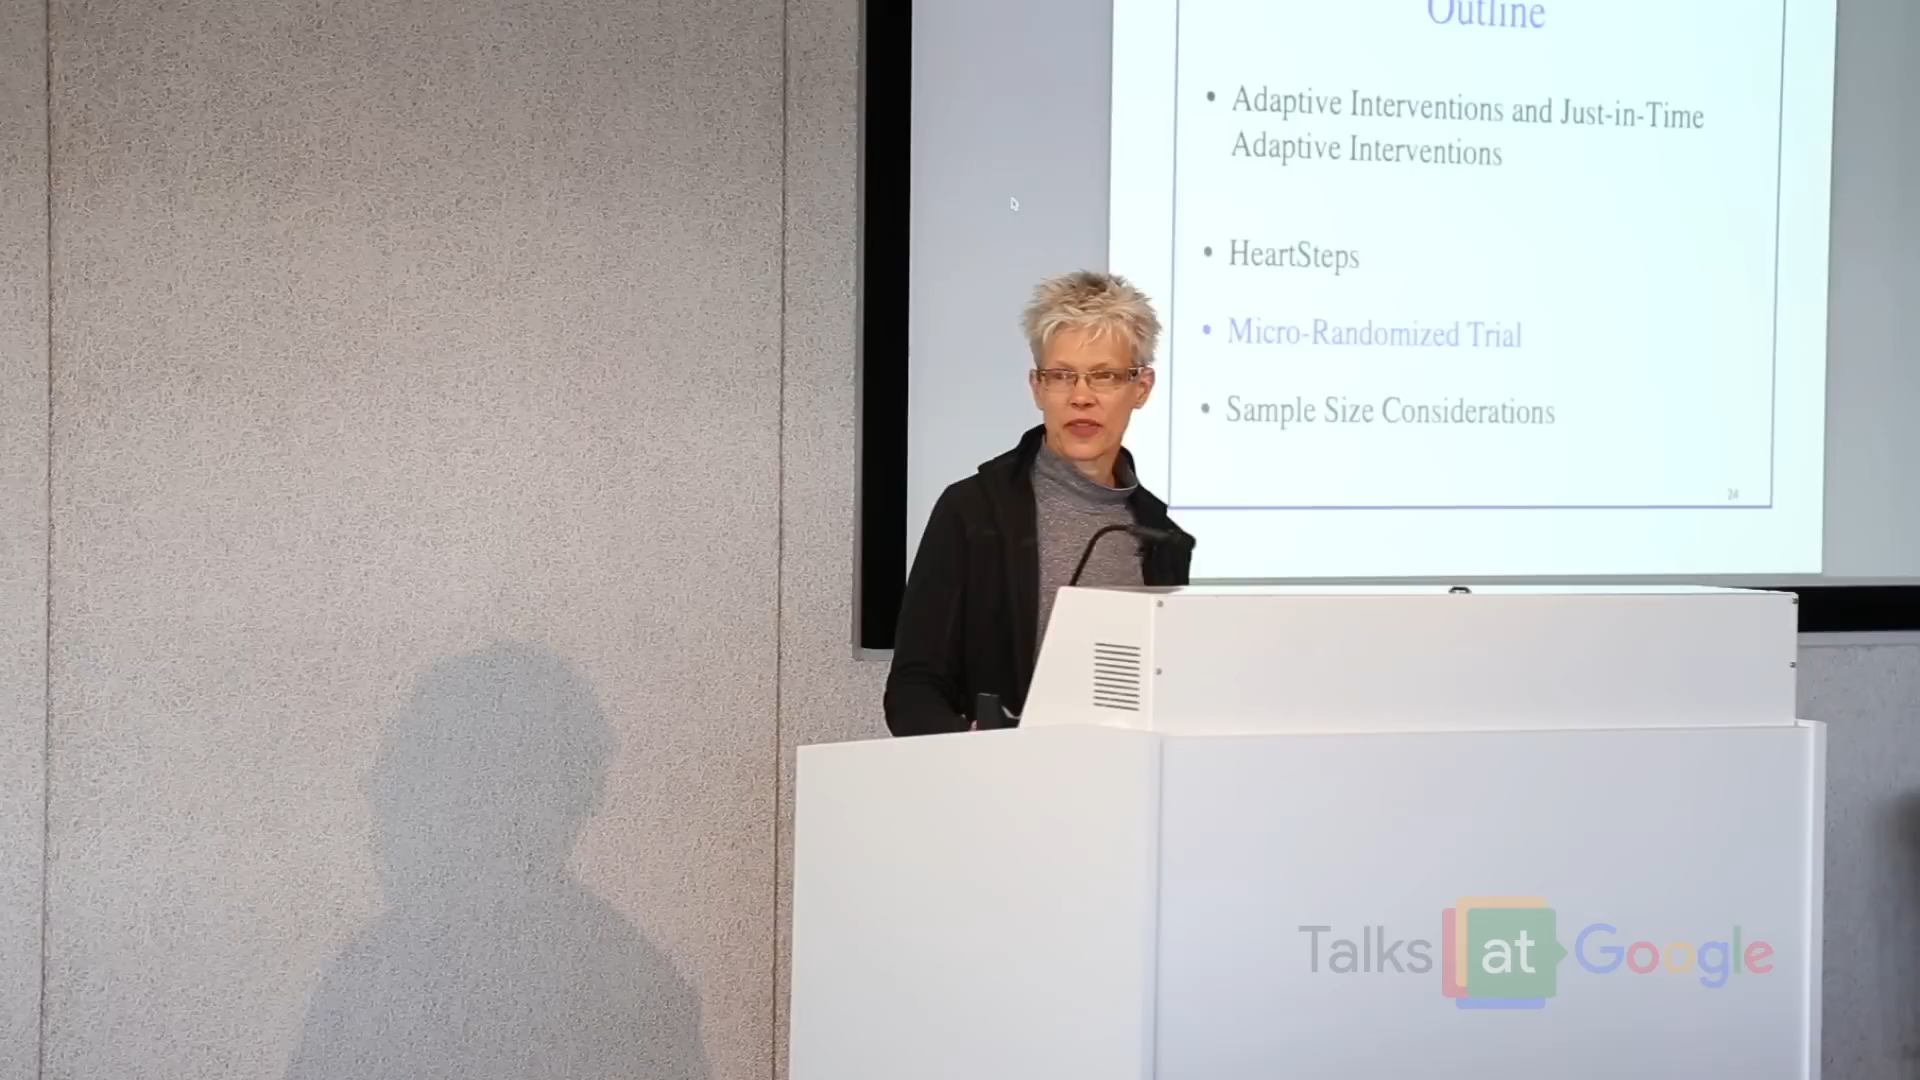 Outline
• Adaptive Interventions and Just-in-Time
Adaptive Interventions
• HeartSteps
• Micro-Randomized Trial
• Sample Size Considerations
24
Talks at Google